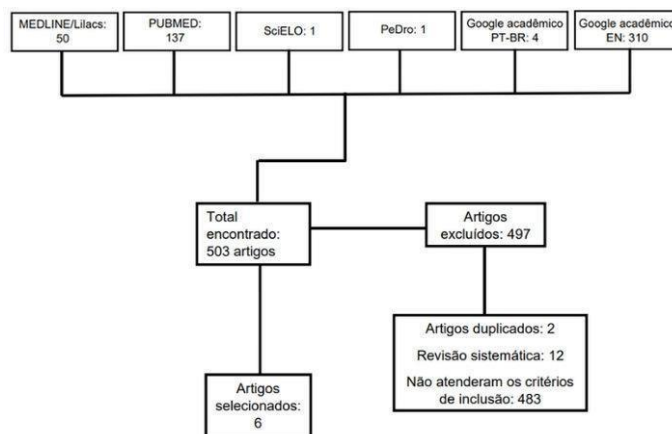 MEDLINE/Lilacs:
50
PUBMED:
137
SciELO: 1
PeDro: 1
Google acadêmico
PT-BR: 4
Google acadêmico
EN: 310
Total
encontrado:
503 artigos
Artigos
excluídos: 497
Artigos duplicados: 2
Revisão sistemática: 12
Não atenderam os critérios
de inclusão: 483
Artigos
selecionados:
6